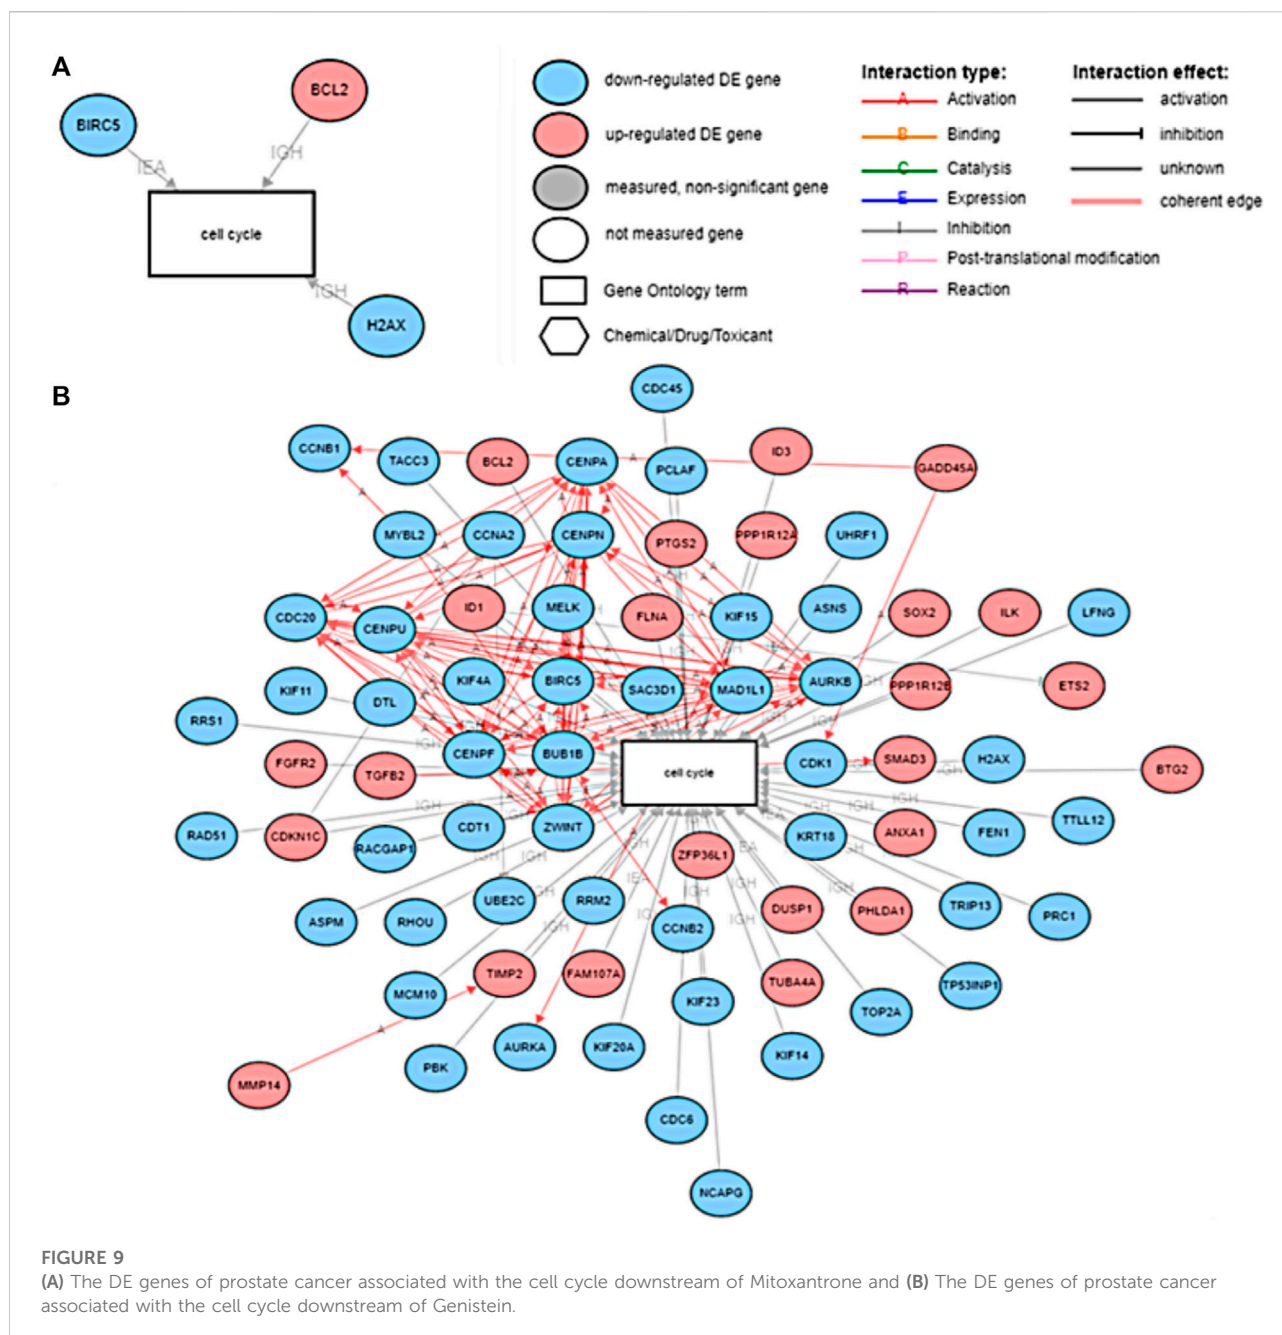 A
BIRC5
BCL2
IEA
IGH
cell cycle
IGH
H2AX
down-regulated DE gene
up-regulated DE gene
measured, non-significant gene
not measured gene
Gene Ontology term
Chemical/Drug/Toxicant
Interaction type:
A Activation
B Binding
C Catalysis
E Expression
I Inhibition
P Post-translational modification
R Reaction
Interaction effect:
activation
inhibition
unknown
coherent edge
B
CDC45
CCNB1
TACC3
BCL2
CENPA
A
PCLAF
ID3
GADD45A
MYBL2
CCNA2
CENPN
PTGS2
PPP1R12A
UHRF1
CDC20
CENPU
ID1
MELK
FLNA
KIF15
ASNS
SOX2
ILK
LFNG
KIF11
DTL
KIF4A
BIRC5
SAC3D1
MAD1L1
AURKB
PPP1R12B
ETS2
RRS1
FGFR2
TGFB2
CENPF
BUB1B
cell cycle
CDK1
SMAD3
H2AX
BTG2
RAD51
CDKN1C
RACGAP1
CDT1
ZWINT
KRT18
ANXA1
FEN1
TTLL12
ZFP36L1
ASPM
RHOU
UBE2C
RRM2
CCNB2
DUSP1
PHLDA1
TRIP13
PRC1
MCM10
TIMP2
FAM107A
KIF23
TUBA4A
TOP2A
TP53INP1
MMP14
PBK
AURKA
KIF20A
KIF14
CDC6
NCAPG
FIGURE 9
(A) The DE genes of prostate cancer associated with the cell cycle downstream of Mitoxantrone and (B) The DE genes of prostate cancer
associated with the cell cycle downstream of Genistein.